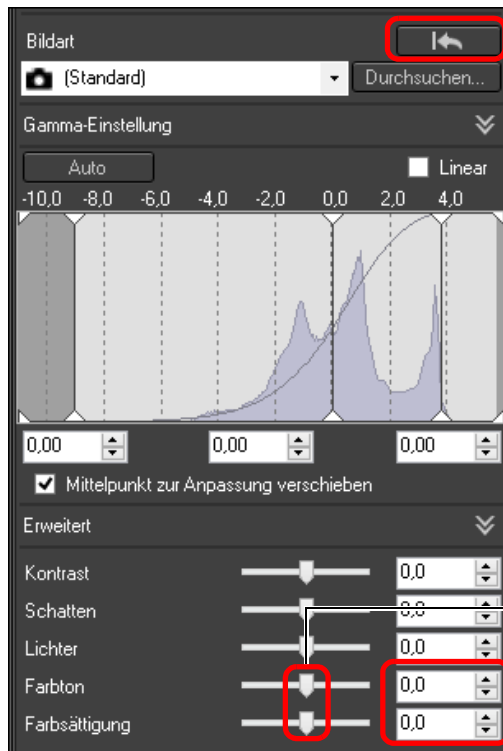 Bildart
(Standard) Durchsuchen...
Gamma-Einstellung
Auto Linear
-10,0 -8,0 -6,0 -4,0 -2,0 0,0 2,0 4,0
0,00 0,00 0,00
Mittelpunkt zur Anpassung verschieben
Erweitert
Kontrast 0,0
Schatten 0,0
Lichter 0,0
Farbton 0,0
Farbsättigung 0,0